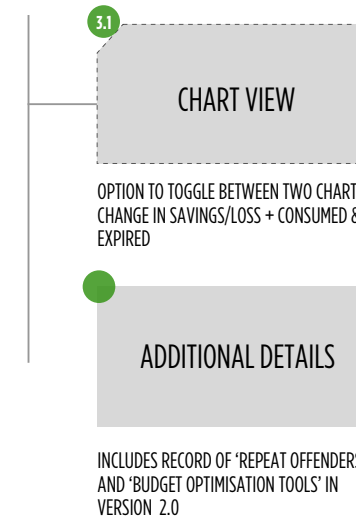 3.1
CHART VIEW
OPTION TO TOGGLE BETWEEN TWO CHART
CHANGE IN SAVINGS/LOSS + CONSUMED &
EXPIRED
ADDITIONAL DETAILS
INCLUDES RECORD OF ‘REPEAT OFFENDERS
AND ‘BUDGET OPTIMISATION TOOLS’ IN
VERSION 2.0